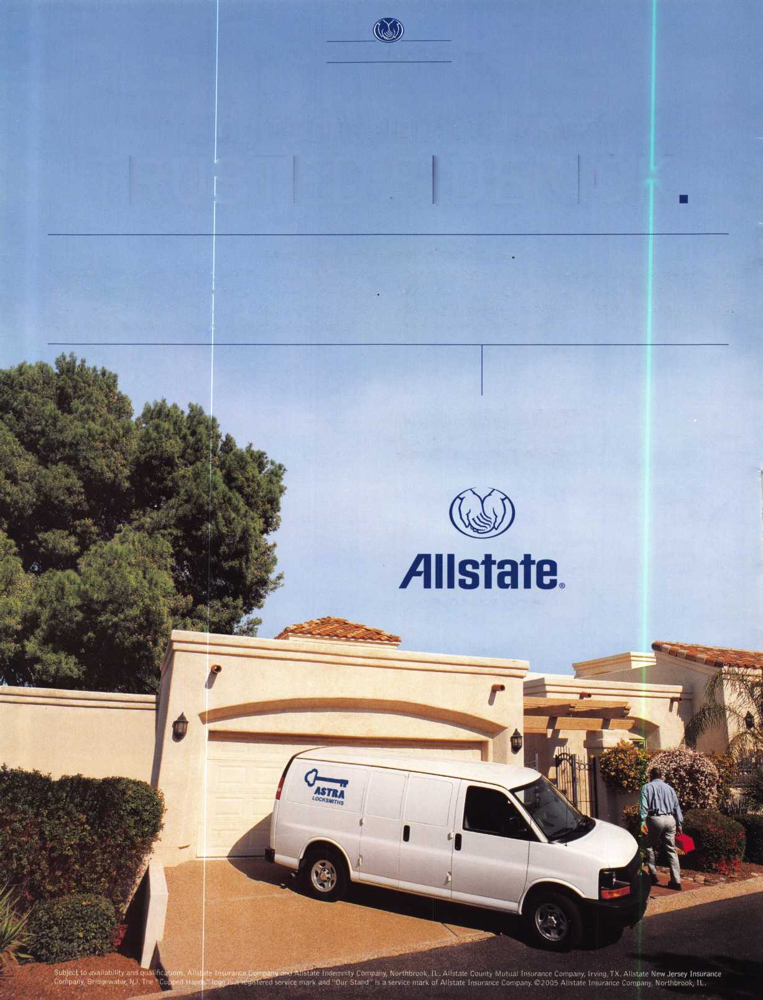 Allstate®
ASTRA
LOCKSMITHS
Subject to availability and qualifications. Allstate Insurance Company and Allstate Indemnity Company, Northbrook, IL. Allstate County Mutual Insurance Company, Irving, TX. Allstate New Jersey Insurance
Company, Bridgewater, NJ. The “Cupped Hands” logo is a registered service mark and “Our Stand” is a service mark of Allstate Insurance Company. ©2005 Allstate Insurance Company, Northbrook, IL.